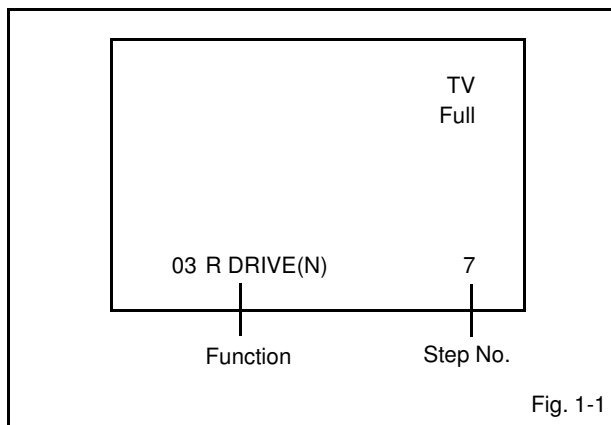 TV
Full
03 R DRIVE(N) 7
Function Step No.
Fig. 1-1